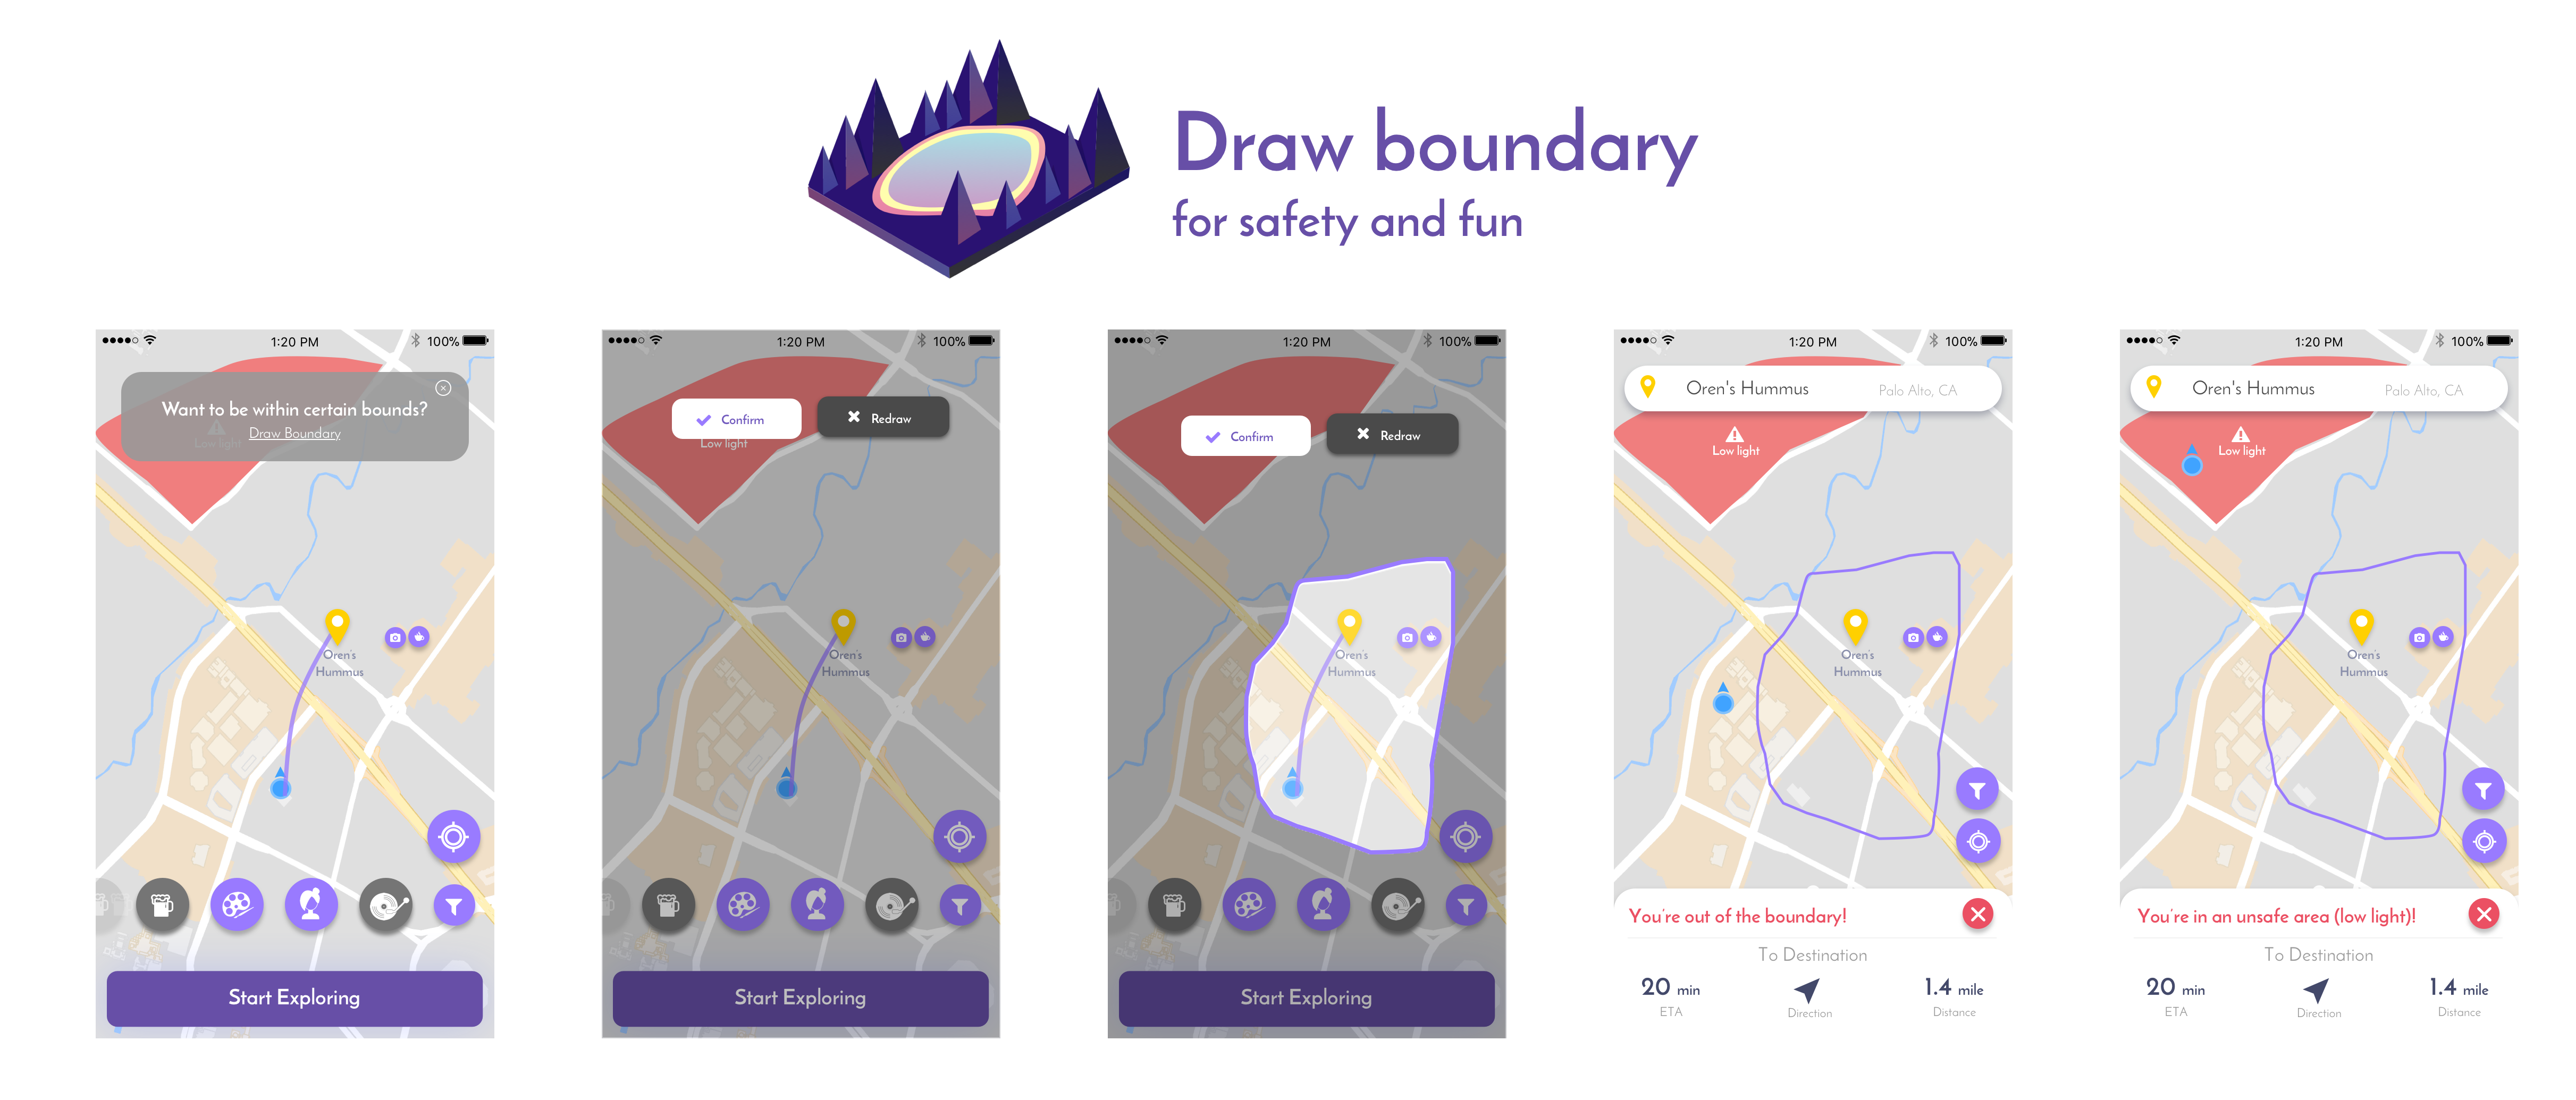 Draw boundary
for safety and fun
1:20 PM
100%
Want to be within certain bounds?
Draw Boundary
Low light
Oren's
Hummus
Start Exploring
1:20 PM
100%
Confirm
Redraw
Low light
Oren's
Hummus
Start Exploring
1:20 PM
100%
Confirm
Redraw
Oren's
Hummus
Start Exploring
1:20 PM
100%
Oren's Hummus
Palo Alto, CA
Low light
Oren's
Hummus
You're out of the boundary!
To Destination
20 min
1.4 mile
ETA
Direction
Distance
1:20 PM
100%
Oren's Hummus
Palo Alto, CA
Low light
Oren's
Hummus
You're in an unsafe area (low light)!
To Destination
20 min
1.4 mile
ETA
Direction
Distance